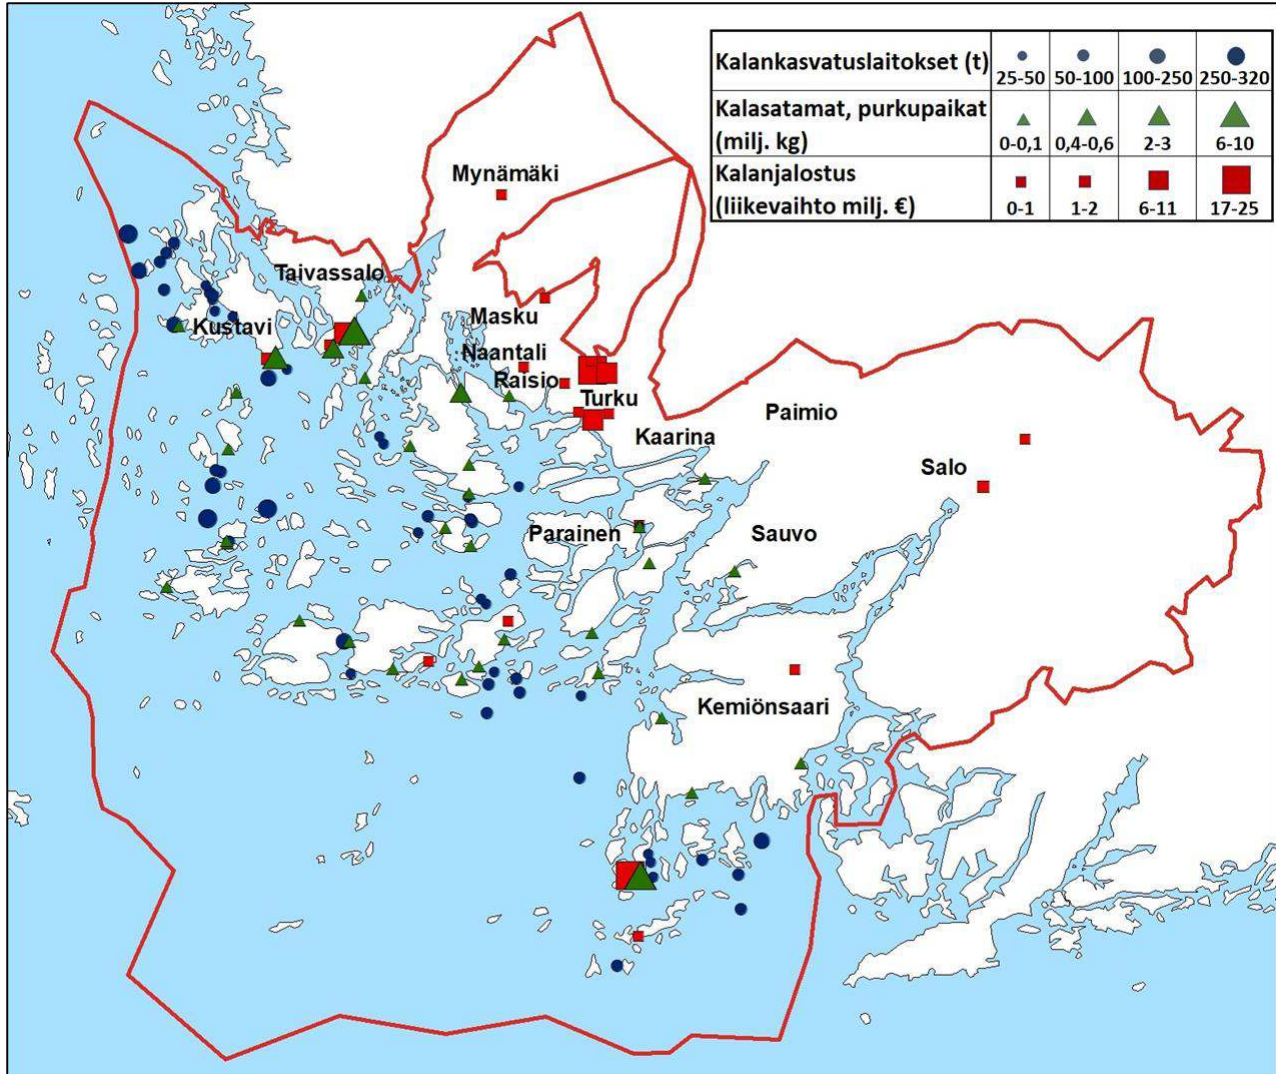 Kalankasvatuslaitokset (t)
25-50 50-100 100-250 250-320
Kalasatamat, purkupaikat
(milj. kg)
0-0,1 0,4-0,6 2-3 6-10
Kalanjalostus
(liikevaihto milj. €)
0-1 1-2 6-11 17-25
Mynämäki
Taivassalo
Kustavi
Masku
Naantali
Raisio
Turku
Paimio
Kaarina
Salo
Parainen
Sauvo
Kemiönsaari